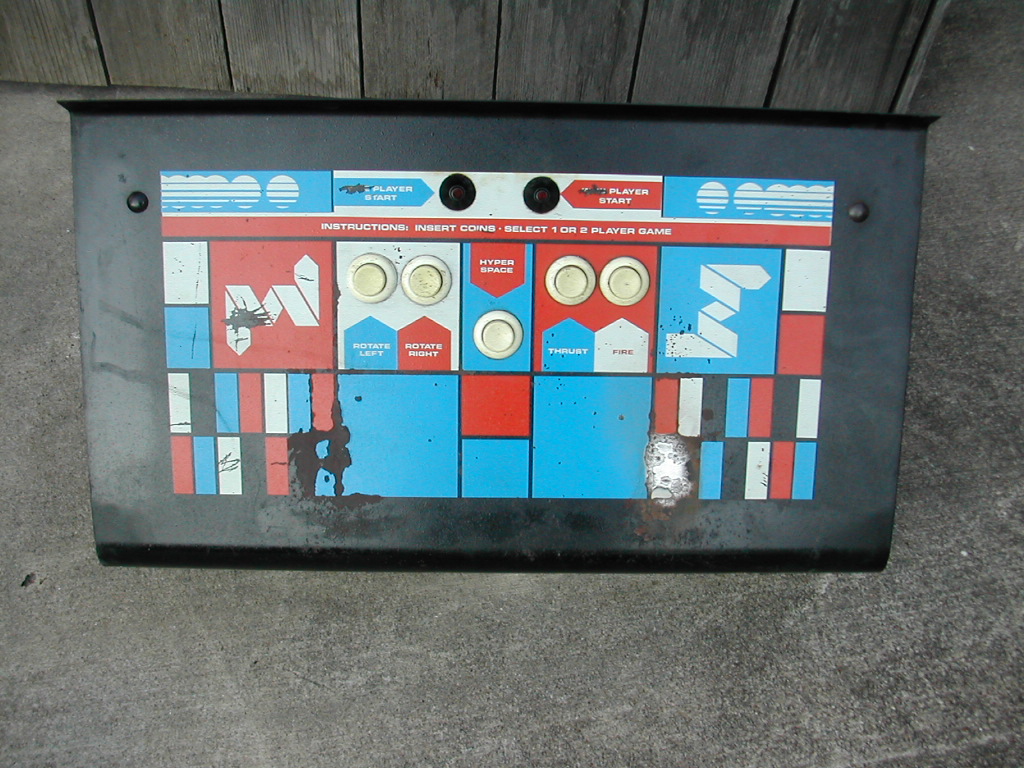 PLAYER
START
PLAYER
START
INSTRUCTIONS: INSERT COINS · SELECT 1 OR 2 PLAYER GAME
HYPER
SPACE
ROTATE
LEFT
ROTATE
RIGHT
THRUST
FIRE